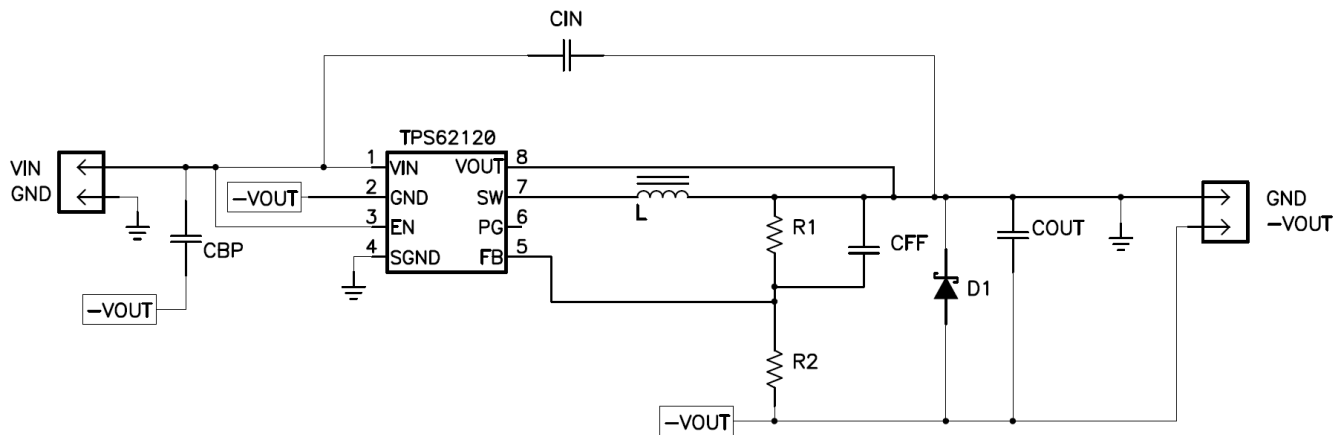 CIN
TPS62120
VIN
GND
1 VIN VOUT 8
2 GND SW 7
3 EN PG 6
4 SGND FB 5
-VOUT
CBP
-VOUT
L
R1
CFF
D1
COUT
GND
-VOUT
R2
-VOUT